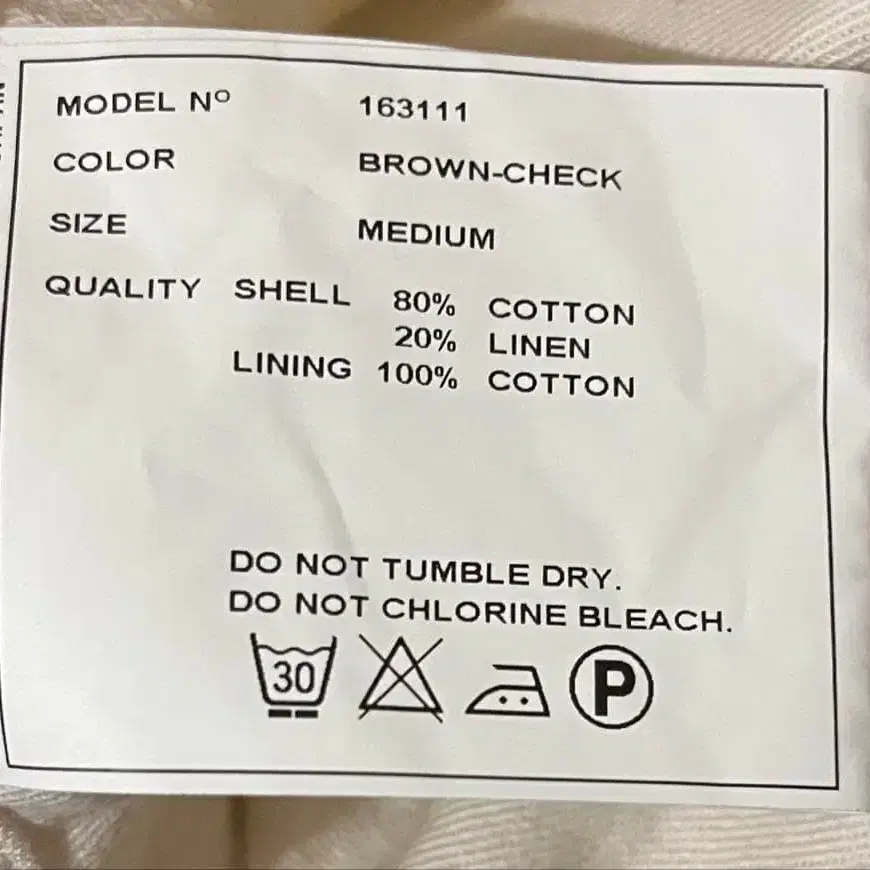 MODEL Nº 163111
COLOR BROWN-CHECK
SIZE MEDIUM
QUALITY SHELL 80% COTTON
20% LINEN
LINING 100% COTTON
DO NOT TUMBLE DRY.
DO NOT CHLORINE BLEACH.
30 P